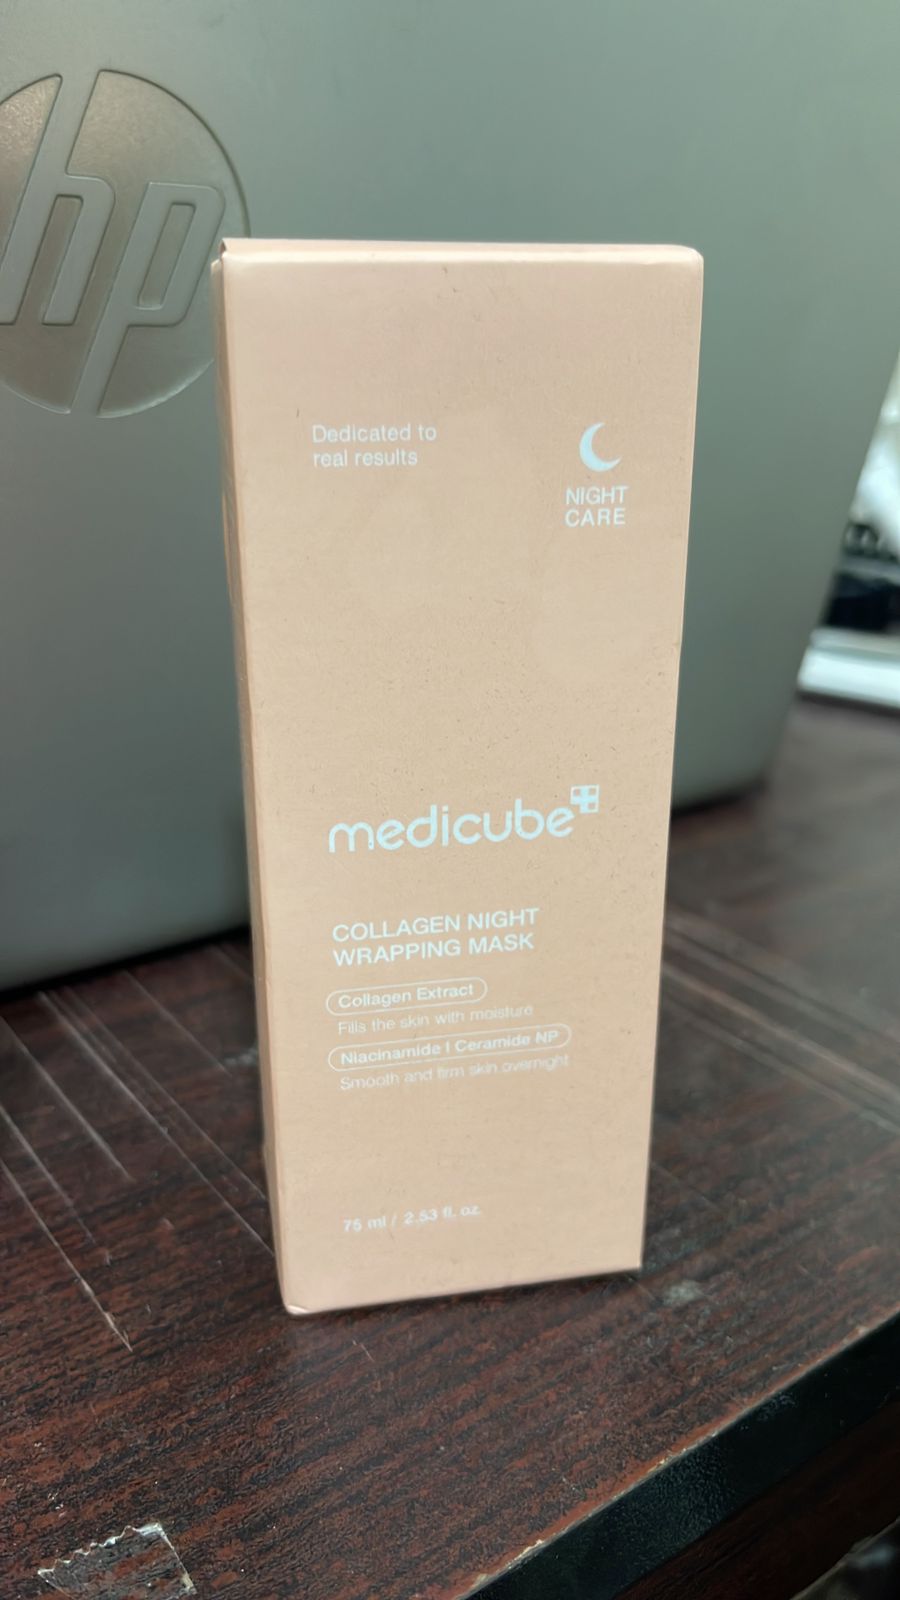 hp
Dedicated to
real results
NIGHT
CARE
medicube
COLLAGEN NIGHT
WRAPPING MASK
Collagen Extract
Fills the skin with moisture
Niacinamide | Ceramide NP
Smooth and firm skin overnight
75 ml / 2.53 fl. oz.